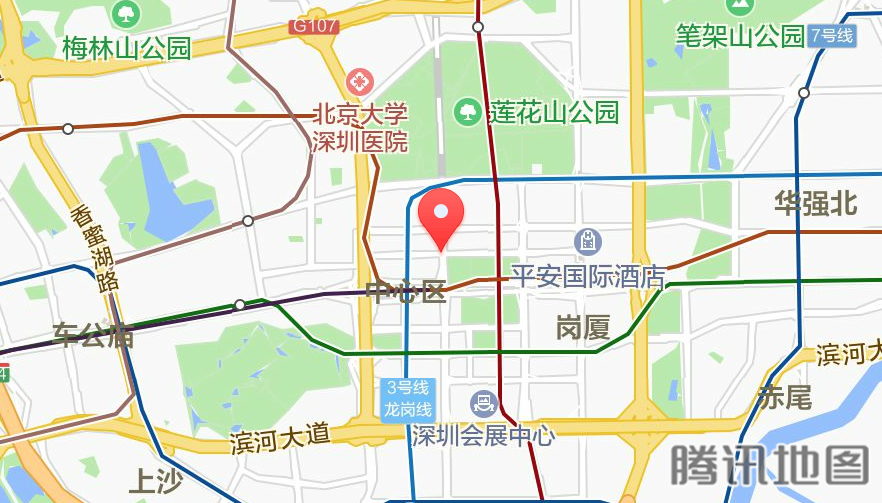 G107
梅林山公园
笔架山公园
7号线
北京大学
深圳医院
莲花山公园
华强北
香蜜湖路
平安国际酒店
中心区
岗厦
车公庙
滨河大
4
3号线
龙岗线
赤尾
滨河大道
深圳会展中心
上沙
腾讯地图